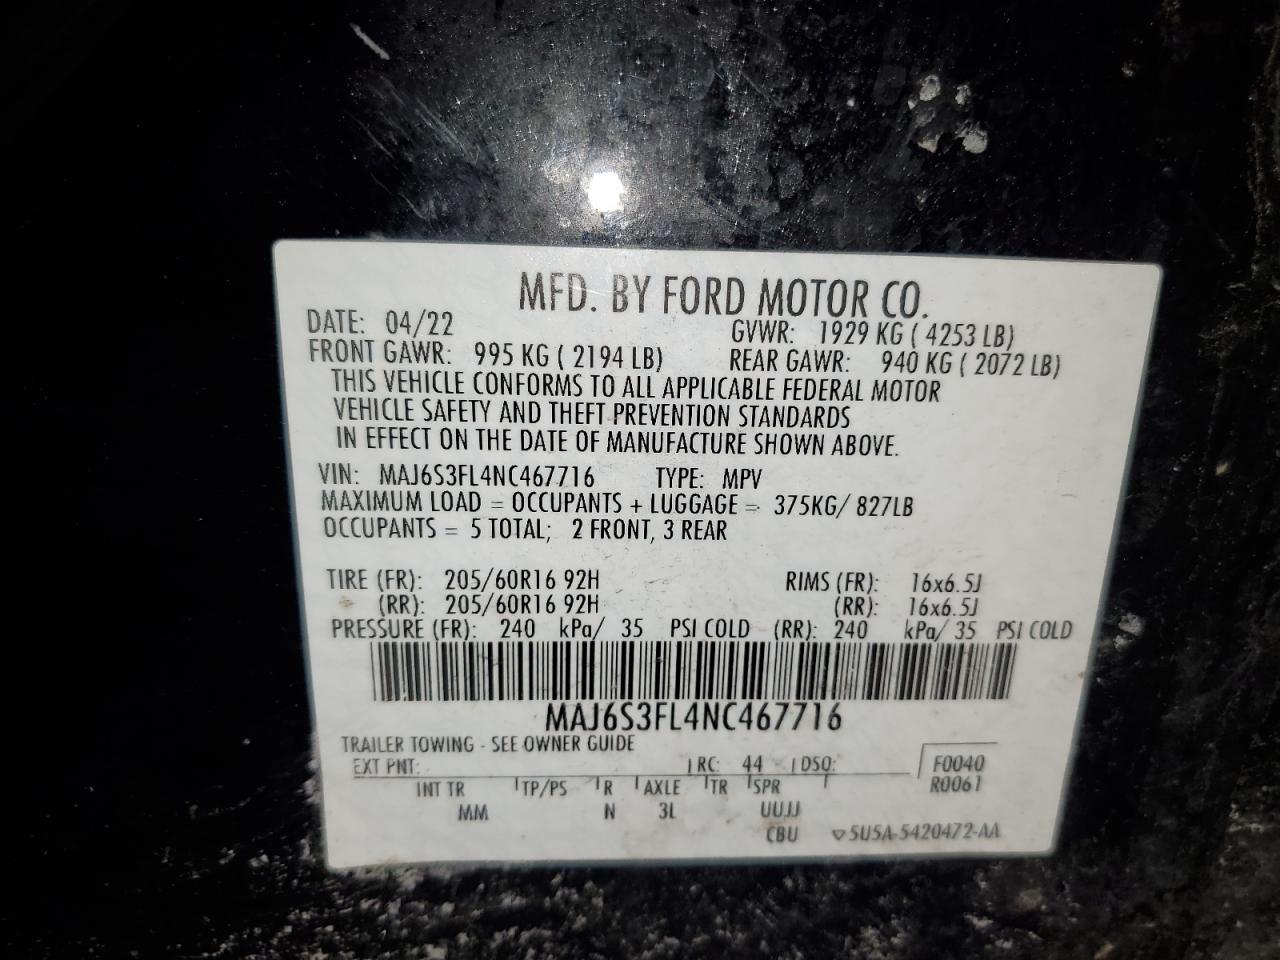 MFD. BY FORD MOTOR CO.
DATE: 04/22 GVWR: 1929 KG ( 4253 LB)
FRONT GAWR: 995 KG ( 2194 LB) REAR GAWR: 940 KG ( 2072 LB)
THIS VEHICLE CONFORMS TO ALL APPLICABLE FEDERAL MOTOR
VEHICLE SAFETY AND THEFT PREVENTION STANDARDS
IN EFFECT ON THE DATE OF MANUFACTURE SHOWN ABOVE.
VIN: MAJ6S3FL4NC467716 TYPE: MPV
MAXIMUM LOAD = OCCUPANTS + LUGGAGE = 375KG/ 827LB
OCCUPANTS = 5 TOTAL; 2 FRONT, 3 REAR
TIRE (FR): 205/60R16 92H RIMS (FR): 16x6.5J
(RR): 205/60R16 92H (RR): 16x6.5J
PRESSURE (FR): 240 kPa/ 35 PSI COLD (RR): 240 kPa/ 35 PSI COLD
MAJ6S3FL4NC467716
TRAILER TOWING - SEE OWNER GUIDE
EXT PNT: RC: 44 DSO: F0040
INT TR TP/PS R AXLE TR SPR R0061
MM N 3L UUJJ
CBU ▽5U5A-5420472-AA